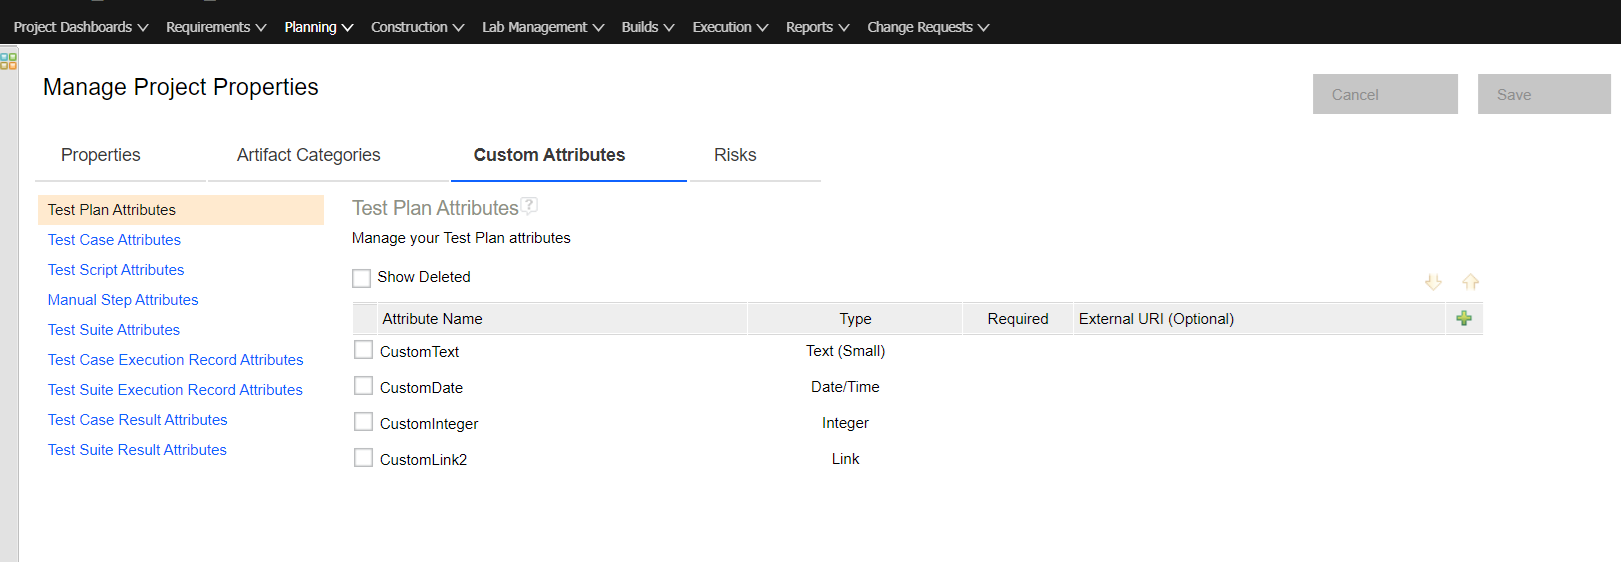 Project Dashboards Requirements Planning Construction Lab Management Builds Execution Reports Change Requests
Manage Project Properties
Cancel Save
Properties Artifact Categories Custom Attributes Risks
Test Plan Attributes
Test Case Attributes
Test Script Attributes
Manual Step Attributes
Test Suite Attributes
Test Case Execution Record Attributes
Test Suite Execution Record Attributes
Test Case Result Attributes
Test Suite Result Attributes
Test Plan Attributes ?
Manage your Test Plan attributes
Show Deleted
Attribute Name Type Required External URI (Optional)
CustomText Text (Small)
CustomDate Date/Time
CustomInteger Integer
CustomLink2 Link